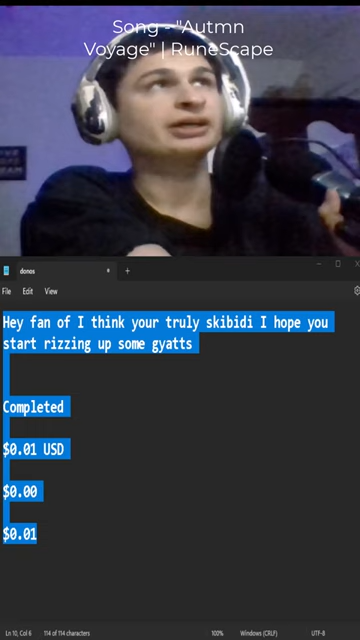 Song - "Autmn
Voyage" | RuneScape
donos
File Edit View
Hey fan of I think your truly skibidi I hope you
start rizzing up some gyatts
Completed
$0.01 USD
$0.00
$0.01
Ln 10, Col 6 114 of 114 characters 100% Windows (CRLF) UTF-8